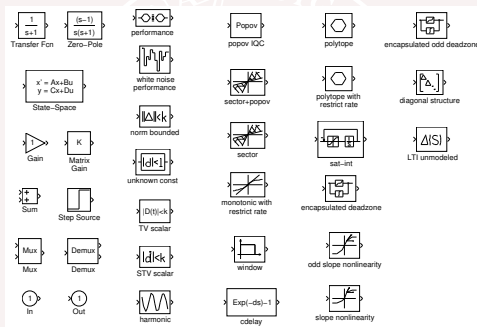 1
s+1
Transfer Fcn
(s−1)
s(s+1)
Zero−Pole
performance
Popov
popov IQC
polytope
encapsulated odd deadzone
x' = Ax+Bu
y = Cx+Du
State−Space
white noise
performance
sector+popov
polytope with
restrict rate
diagonal structure
||Δ||<k
norm bounded
1
Gain
K
Matrix
Gain
|d|<1
unknown const
sector
sat−int
Δ(S)
LTI unmodeled
+
+
Sum
Step Source
|D(t)|<k
TV scalar
monotonic with
restrict rate
encapsulated deadzone
Mux
Mux
Demux
Demux
|d|<k
STV scalar
window
odd slope nonlinearity
1
In
1
Out
harmonic
Exp(−ds)−1
cdelay
slope nonlinearity